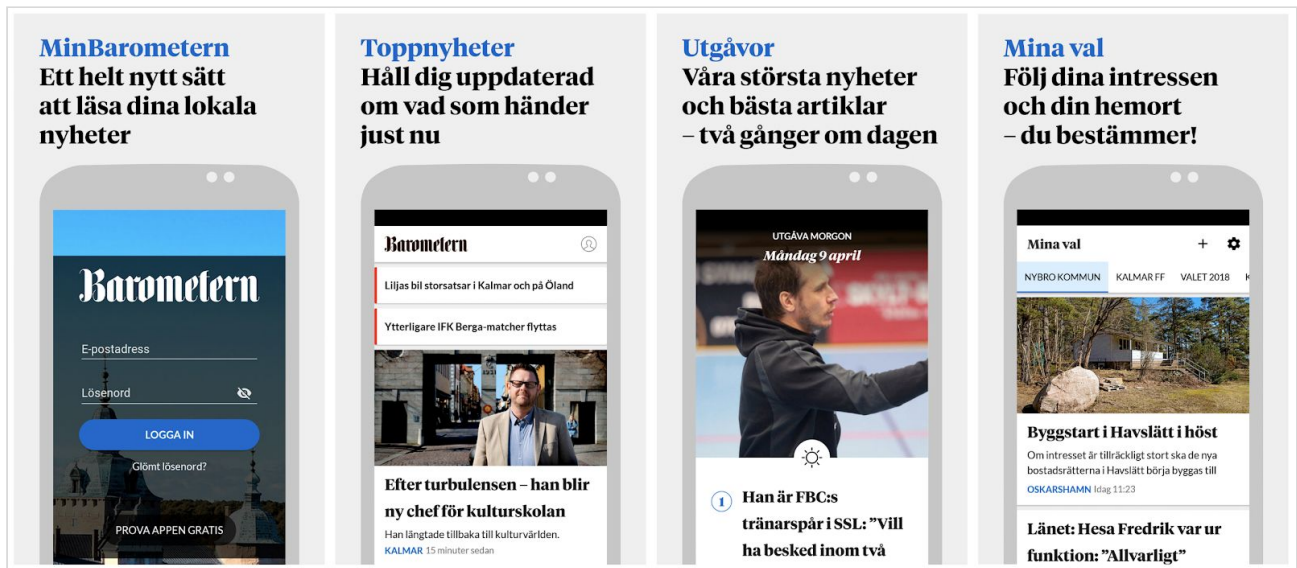 MinBarometern
Ett helt nytt sätt
att läsa dina lokala
nyheter
Barometern
E-postadress
Lösenord
LOGGA IN
Glömt lösenord?
PROVA APPEN GRATIS
Toppnyheter
Håll dig uppdaterad
om vad som händer
just nu
Barometern
Liljas bil storsatsar i Kalmar och på Öland
Ytterligare IFK Berga-matcher flyttas
Efter turbulensen – han blir
ny chef för kulturskolan
Han längtade tillbaka till kulturvärlden.
KALMAR 15 minuter sedan
Utgåvor
Våra största nyheter
och bästa artiklar
– två gånger om dagen
UTGÅVA MORGON
Måndag 9 april
1 Han är FBC:s
tränarspår i SSL: ”Vill
ha besked inom två
Mina val
Följ dina intressen
och din hemort
– du bestämmer!
Mina val
NYBRO KOMMUN KALMAR FF VALET 2018
Byggstart i Havslätt i höst
Om intresset är tillräckligt stort ska de nya
bostadsrätterna i Havslätt börja byggas till
OSKARSHAMN Idag 11:23
Länet: Hesa Fredrik var ur
funktion: ”Allvarligt”